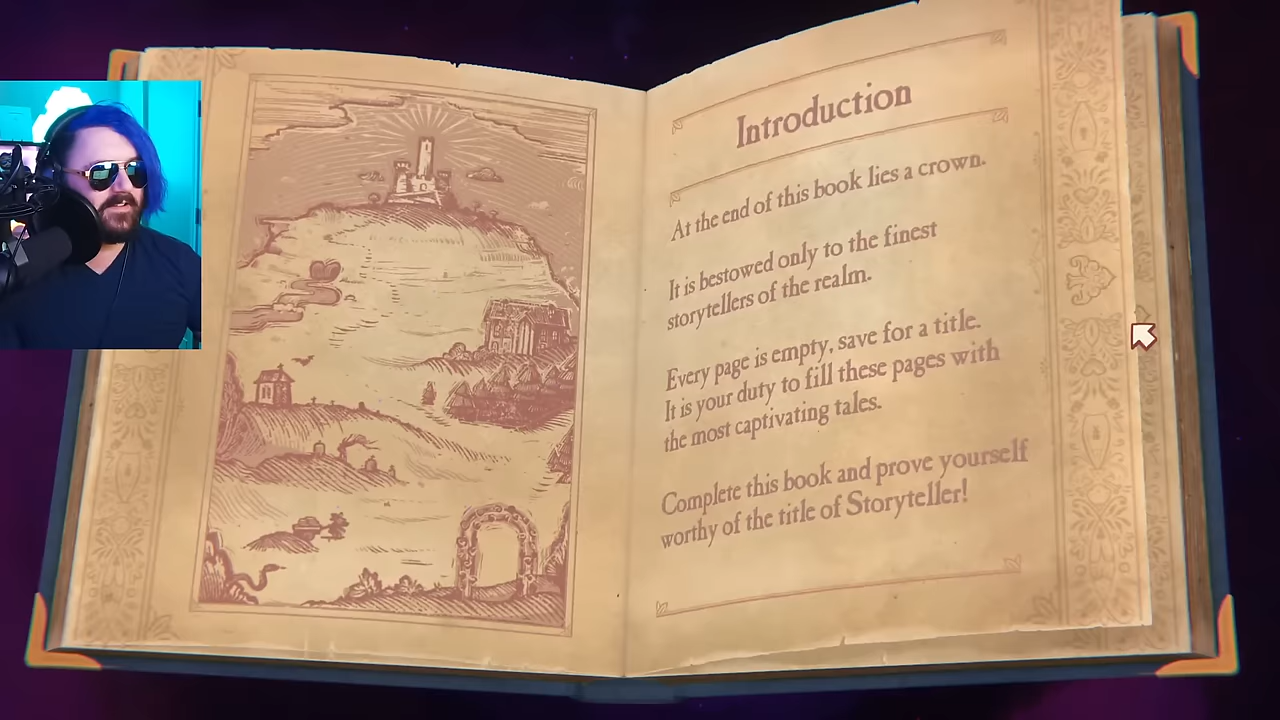 Introduction
At the end of this book lies a crown.
It is bestowed only to the finest
storytellers of the realm.
Every page is empty, save for a title.
It is your duty to fill these pages with
the most captivating tales.
Complete this book and prove yourself
worthy of the title of Storyteller!